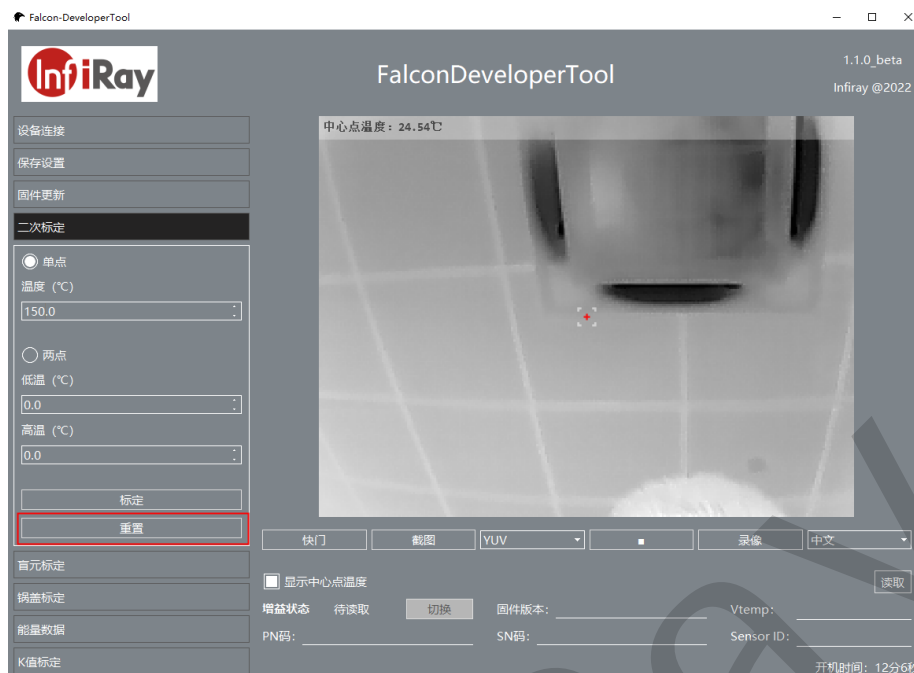 Falcon-DeveloperTool
InfiRay
FalconDeveloperTool
1.1.0_beta
Infiray @2022
设备连接
保存设置
固件更新
二次标定
单点
温度（℃）
150.0
两点
低温（℃）
0.0
高温（℃）
0.0
标定
重置
盲元标定
锅盖标定
能量数据
K值标定
中心点温度：24.54℃
快门 截图 YUV 录像 中文
显示中心点温度
读取
增益状态 待读取 切换 固件版本: Vtemp:
PN码: SN码: Sensor ID:
开机时间: 12分6秒